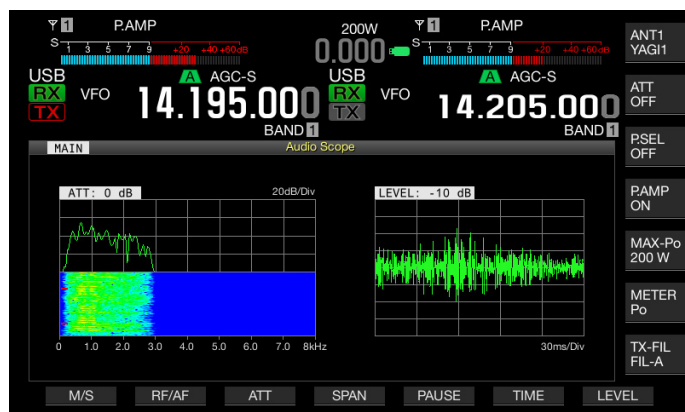 1 P.AMP 200W 1 P.AMP
S 1 3 5 7 9 +20 +40 +60dB 0.000 S 1 3 5 7 9 +20 +40 +60dB
USB A AGC-S USB A AGC-S
RX VFO 14.195.000 RX VFO 14.205.000
TX TX
BAND 1 BAND 1
MAIN Audio Scope
ATT: 0 dB 20dB/Div LEVEL: -10 dB
0 1.0 2.0 3.0 4.0 5.0 6.0 7.0 8kHz 30ms/Div
ANT1
YAGI1
ATT
OFF
P.SEL
OFF
P.AMP
ON
MAX-Po
200 W
METER
Po
TX-FIL
FIL-A
M/S RF/AF ATT SPAN PAUSE TIME LEVEL